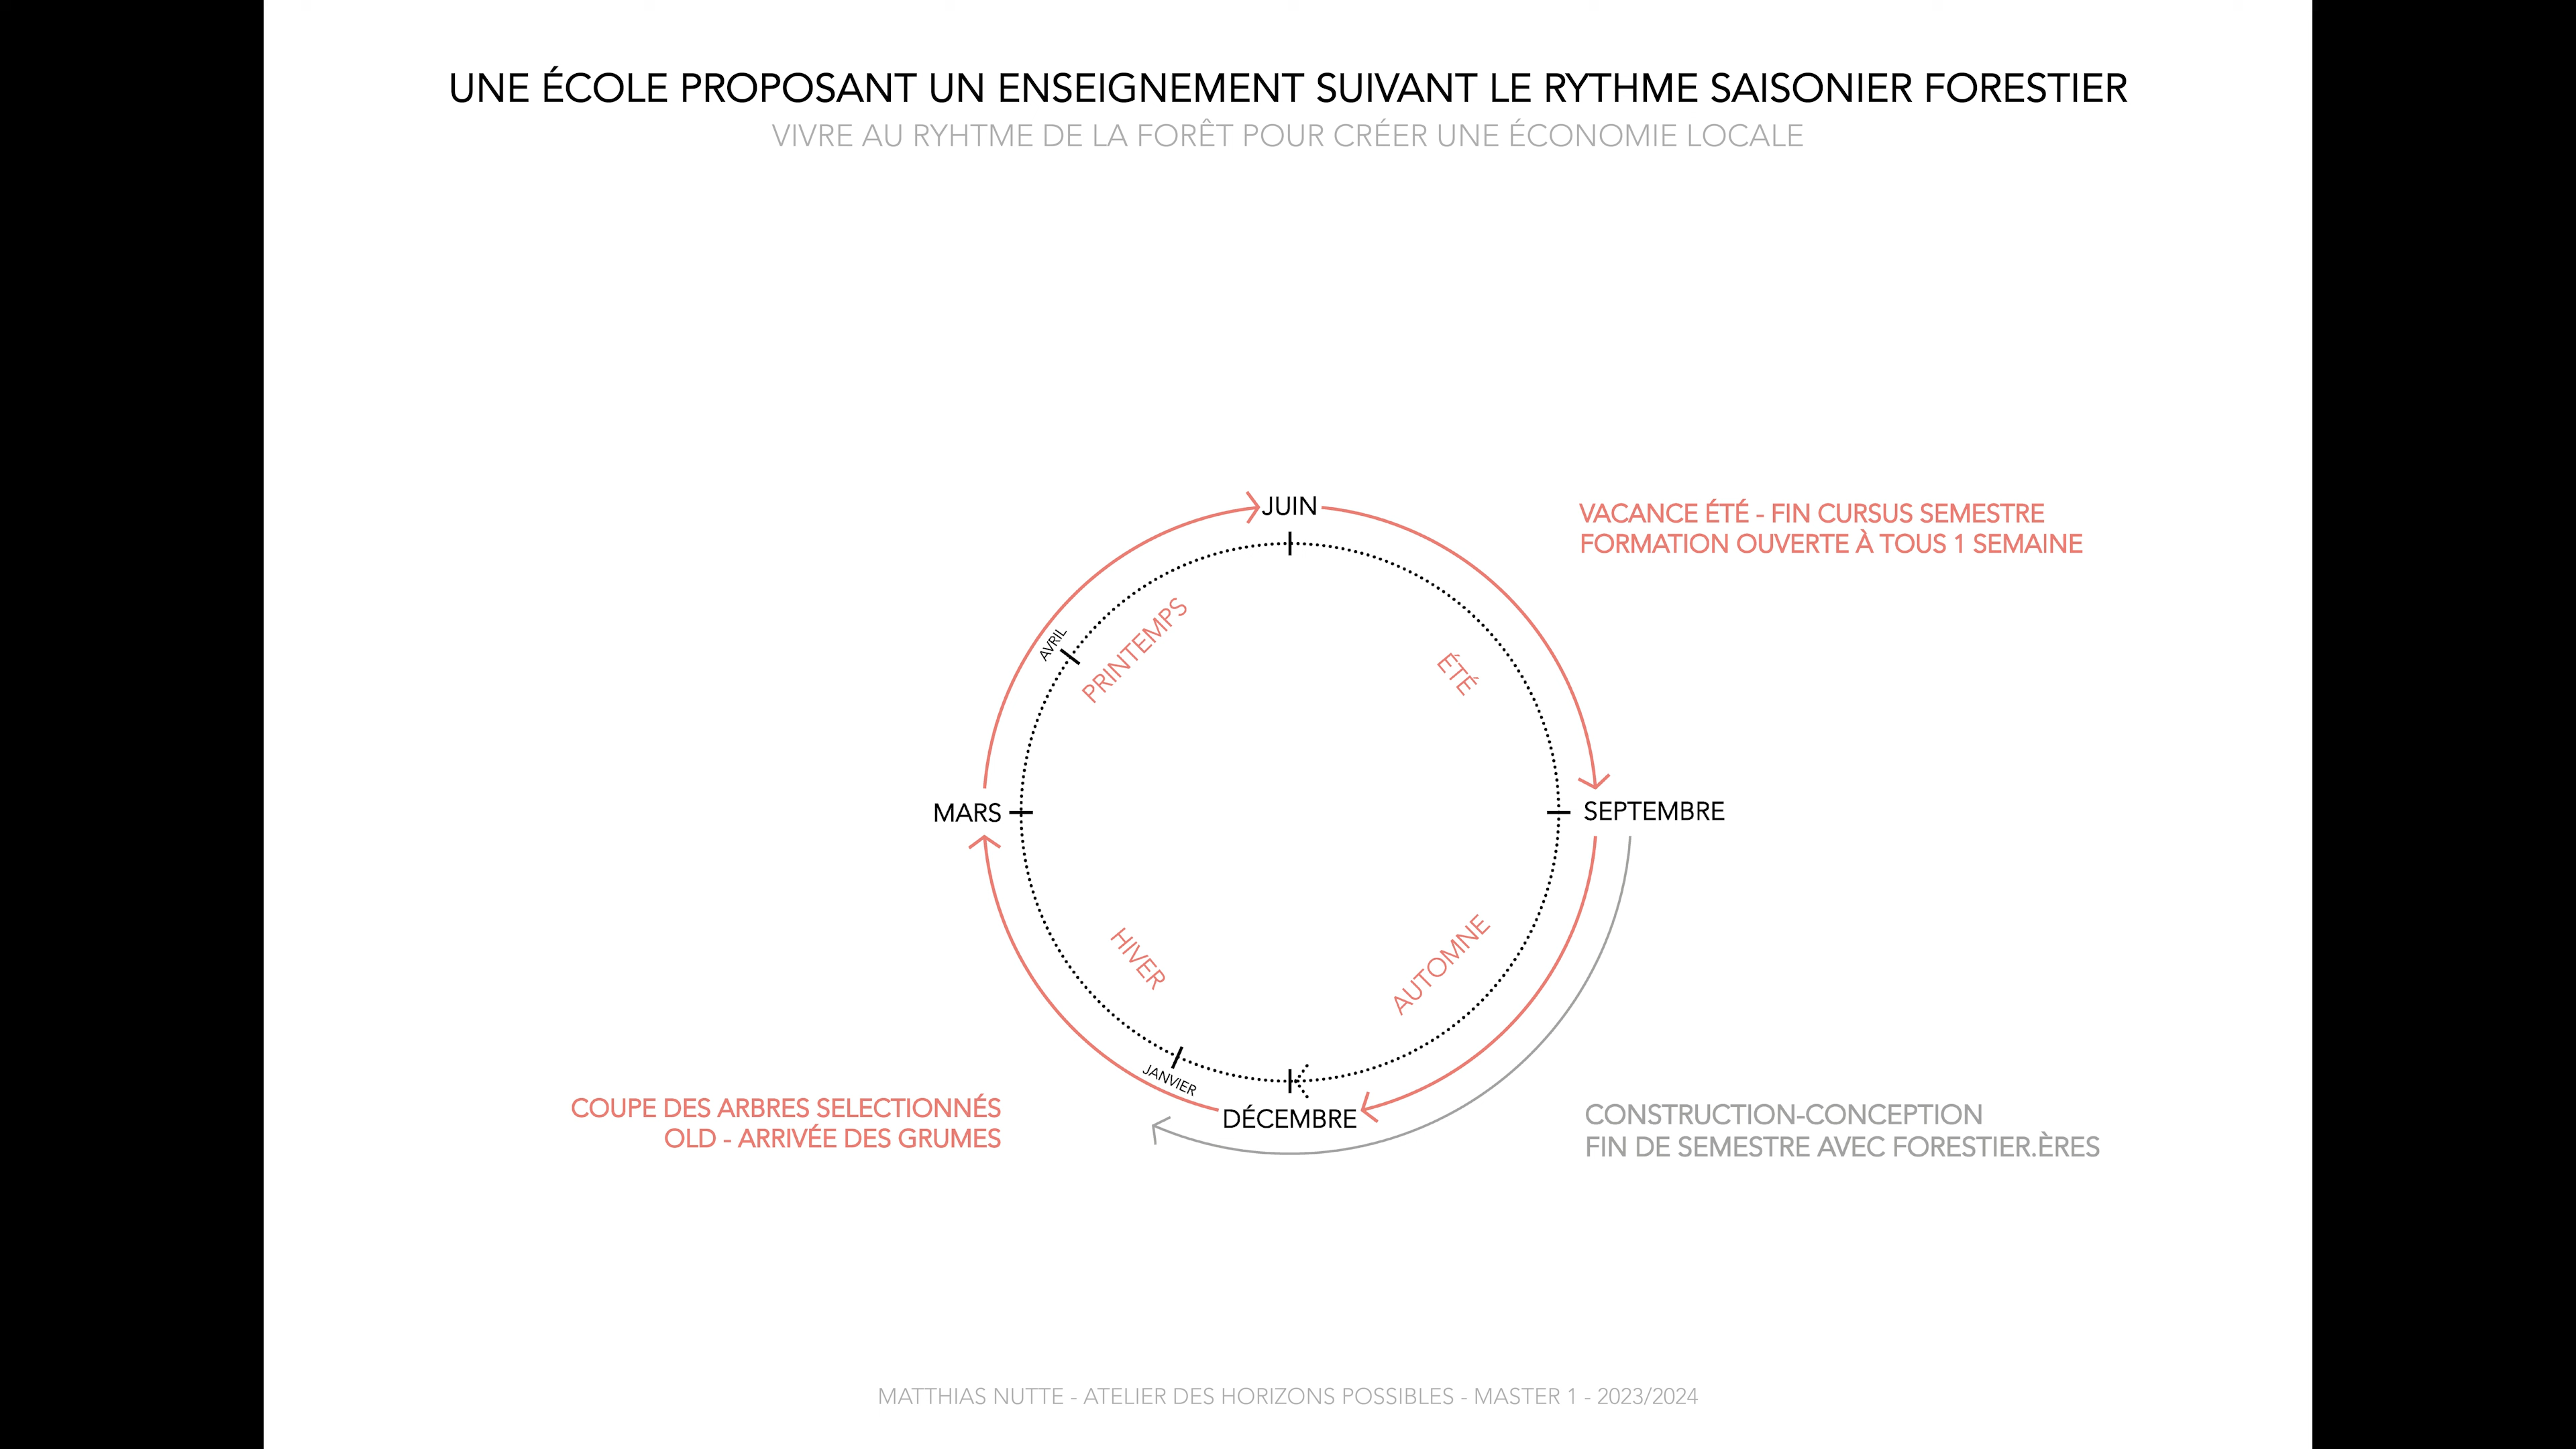 UNE ÉCOLE PROPOSANT UN ENSEIGNEMENT SUIVANT LE RYTHME SAISONIER FORESTIER
VIVRE AU RYHTME DE LA FORÊT POUR CRÉER UNE ÉCONOMIE LOCALE
JUIN
VACANCE ÉTÉ - FIN CURSUS SEMESTRE
FORMATION OUVERTE À TOUS 1 SEMAINE
AVRIL
PRINTEMPS
ÉTÉ
MARS
SEPTEMBRE
HIVER
AUTOMNE
JANVIER
DÉCEMBRE
COUPE DES ARBRES SELECTIONNÉS
OLD - ARRIVÉE DES GRUMES
CONSTRUCTION-CONCEPTION
FIN DE SEMESTRE AVEC FORESTIER.ÈRES
MATTHIAS NUTTE - ATELIER DES HORIZONS POSSIBLES - MASTER 1 - 2023/2024